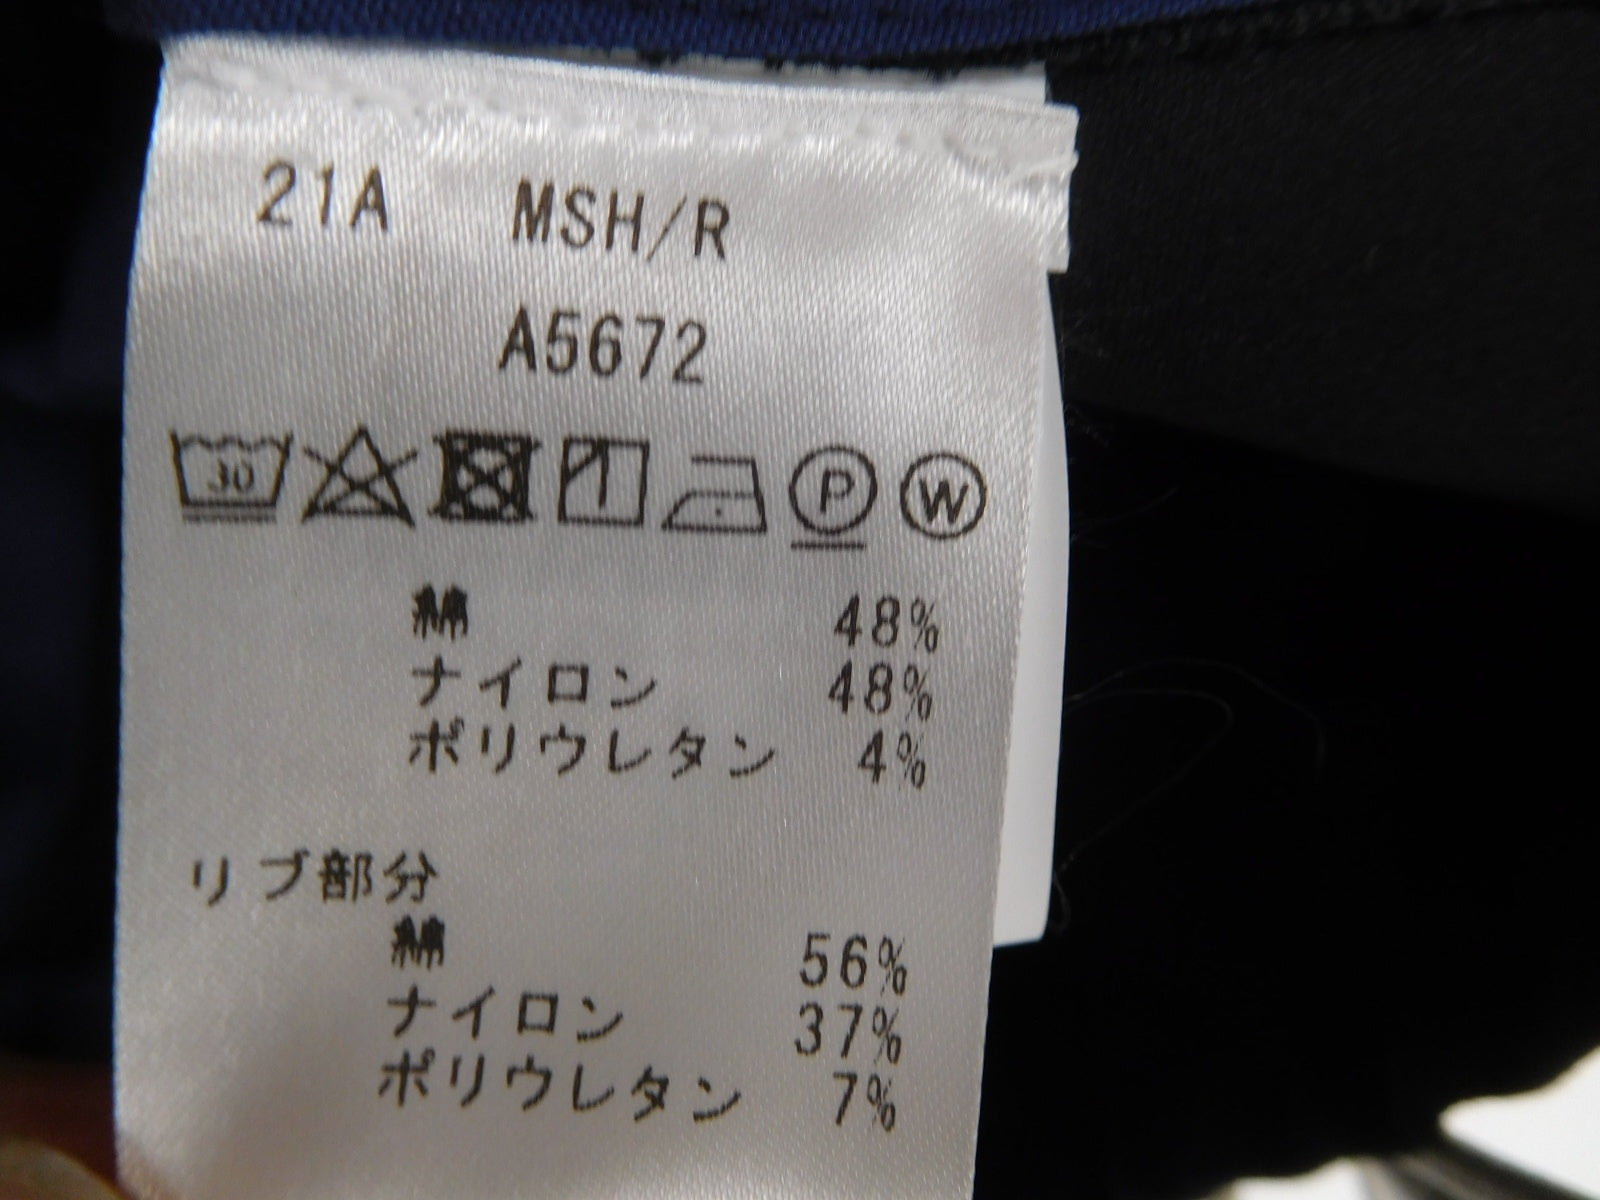 21A MSH/R
A5672
30 P W
綿 48%
ナイロン 48%
ポリウレタン 4%
リブ部分
綿 56%
ナイロン 37%
ポリウレタン 7%